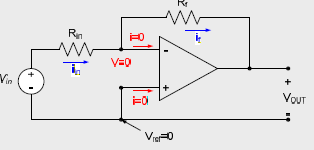 Rf
Rin
i=0
if
Vin
+
-
iin
V=0
-
+
i=0
+
VOUT
-
Vref=0